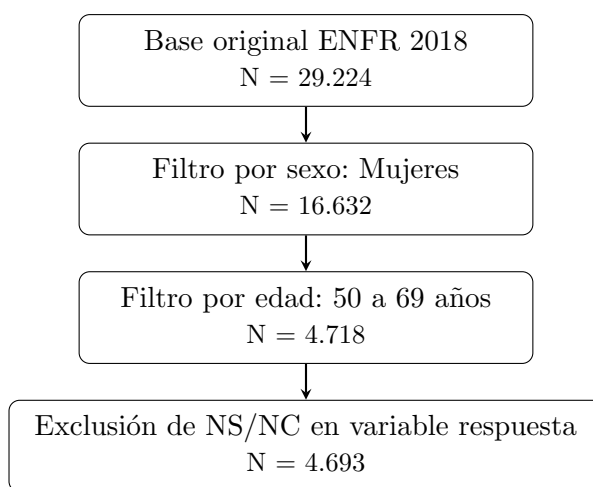 Base original ENFR 2018
N = 29.224
Filtro por sexo: Mujeres
N = 16.632
Filtro por edad: 50 a 69 años
N = 4.718
Exclusión de NS/NC en variable respuesta
N = 4.693